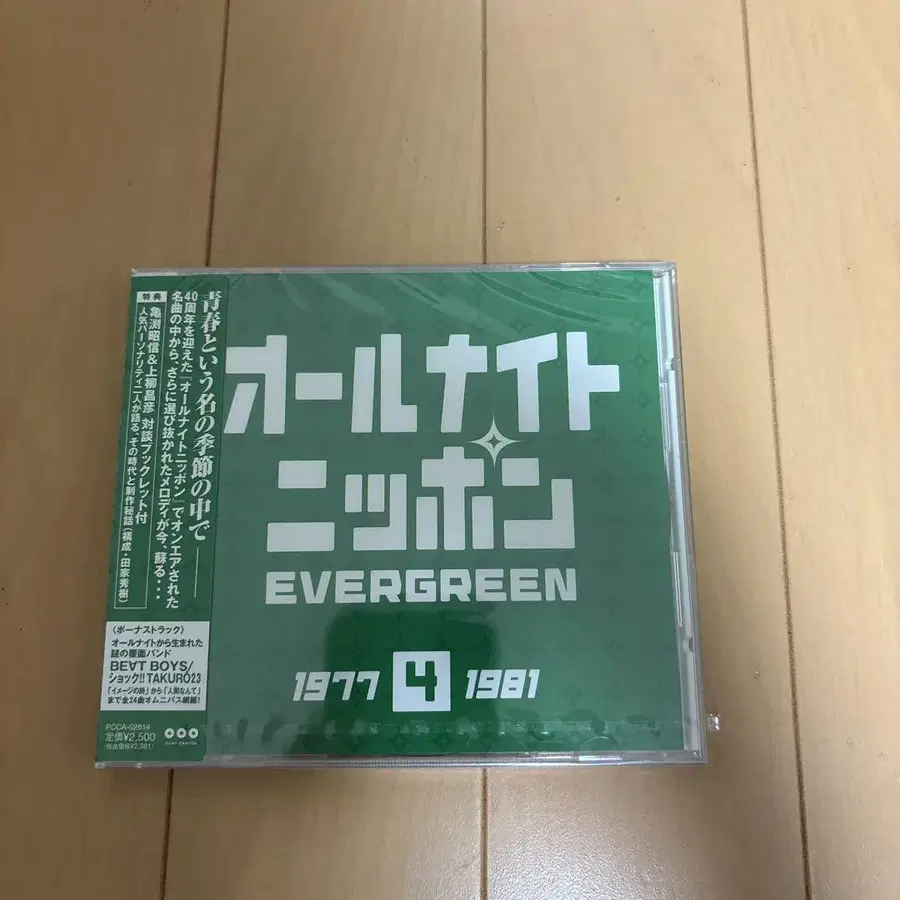 青春という名の季節の中で——
40周年を迎えた「オールナイトニッポン」でオンエアされた
名曲の中から、さらに選び抜かれたメロディが今、蘇る・・・
特典
亀渕昭信&上柳昌彦 対談ブックレット付
人気パーソナリティ二人が語る、その時代と制作秘話(構成・田家秀樹)
(ボーナストラック)
オールナイトから生まれた
謎の覆面バンド
BEAT BOYS/
ショック!! TAKURO23
「イメージの詩」から「人間なんて」
まで全24曲オムニバス網羅!
PCCA-02614
定価¥2,500
(税抜価格¥2,381)
PONY CANYON
オールナイト
ニッポン
EVERGREEN
1977 4 1981